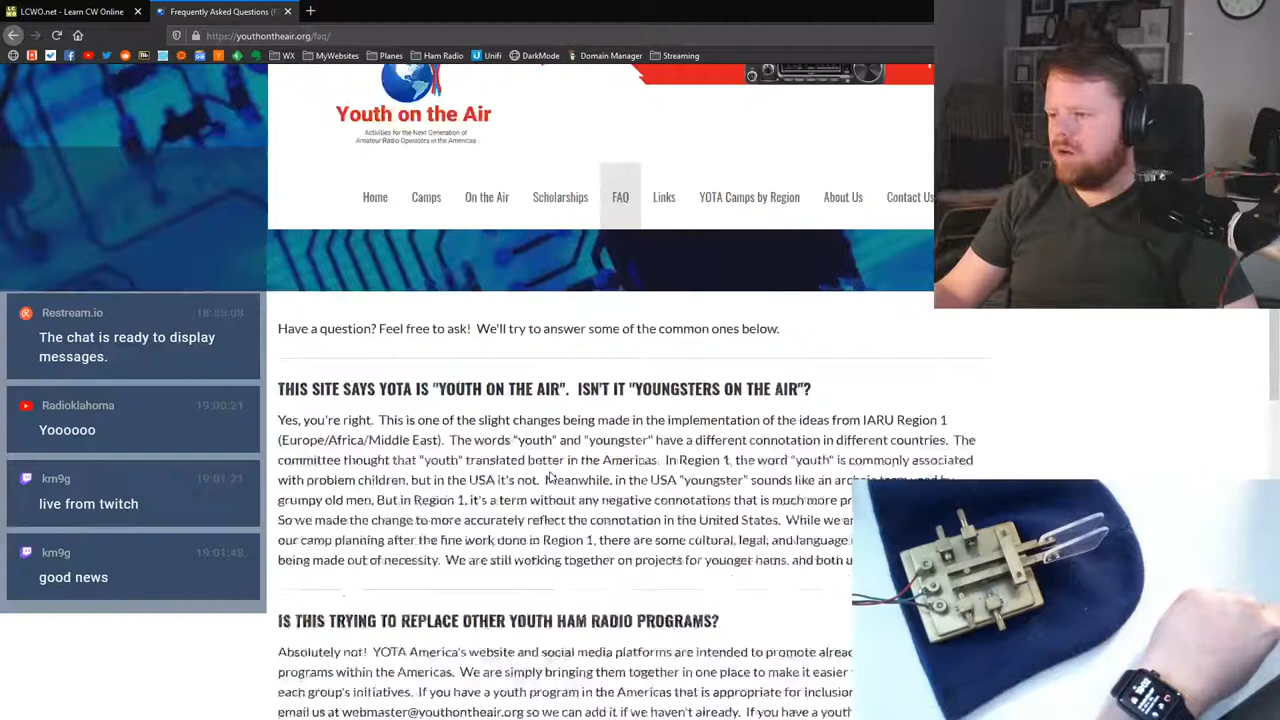 LCWO.net - Learn CW Online
Frequently Asked Questions (F
https://youthontheair.org/faq/
WX
MyWebsites
Planes
Ham Radio
Unifi
DarkMode
Domain Manager
Streaming
Youth on the Air
Activities for the Next Generation of
Amateur Radio Operators in the Americas
Home
Camps
On the Air
Scholarships
FAQ
Links
YOTA Camps by Region
About Us
Contact Us
Restream.io 18:55:08
The chat is ready to display
messages.
Radioklahoma 19:00:21
Yoooooo
km9g 19:01:21
live from twitch
km9g 19:01:48
good news
Have a question? Feel free to ask! We'll try to answer some of the common ones below.
THIS SITE SAYS YOTA IS "YOUTH ON THE AIR". ISN'T IT "YOUNGSTERS ON THE AIR"?
Yes, you're right. This is one of the slight changes being made in the implementation of the ideas from IARU Region 1
(Europe/Africa/Middle East). The words "youth" and "youngster" have a different connotation in different countries. The
committee thought that "youth" translated better in the Americas. In Region 1, the word "youth" is commonly associated
with problem children, but in the USA it's not. Meanwhile, in the USA "youngster" sounds like an archaic term used by
grumpy old men. But in Region 1, it's a term without any negative connotations that is much more pr
So we made the change to more accurately reflect the connotation in the United States. While we ar
our camp planning after the fine work done in Region 1, there are some cultural, legal, and language
being made out of necessity. We are still working together on projects for younger hams, and both u
IS THIS TRYING TO REPLACE OTHER YOUTH HAM RADIO PROGRAMS?
Absolutely not! YOTA America's website and social media platforms are intended to promote alread
programs within the Americas. We are simply bringing them together in one place to make it easier
each group's initiatives. If you have a youth program in the Americas that is appropriate for inclusio
email us at webmaster@youthontheair.org so we can add it if we haven't already. If you have a youth